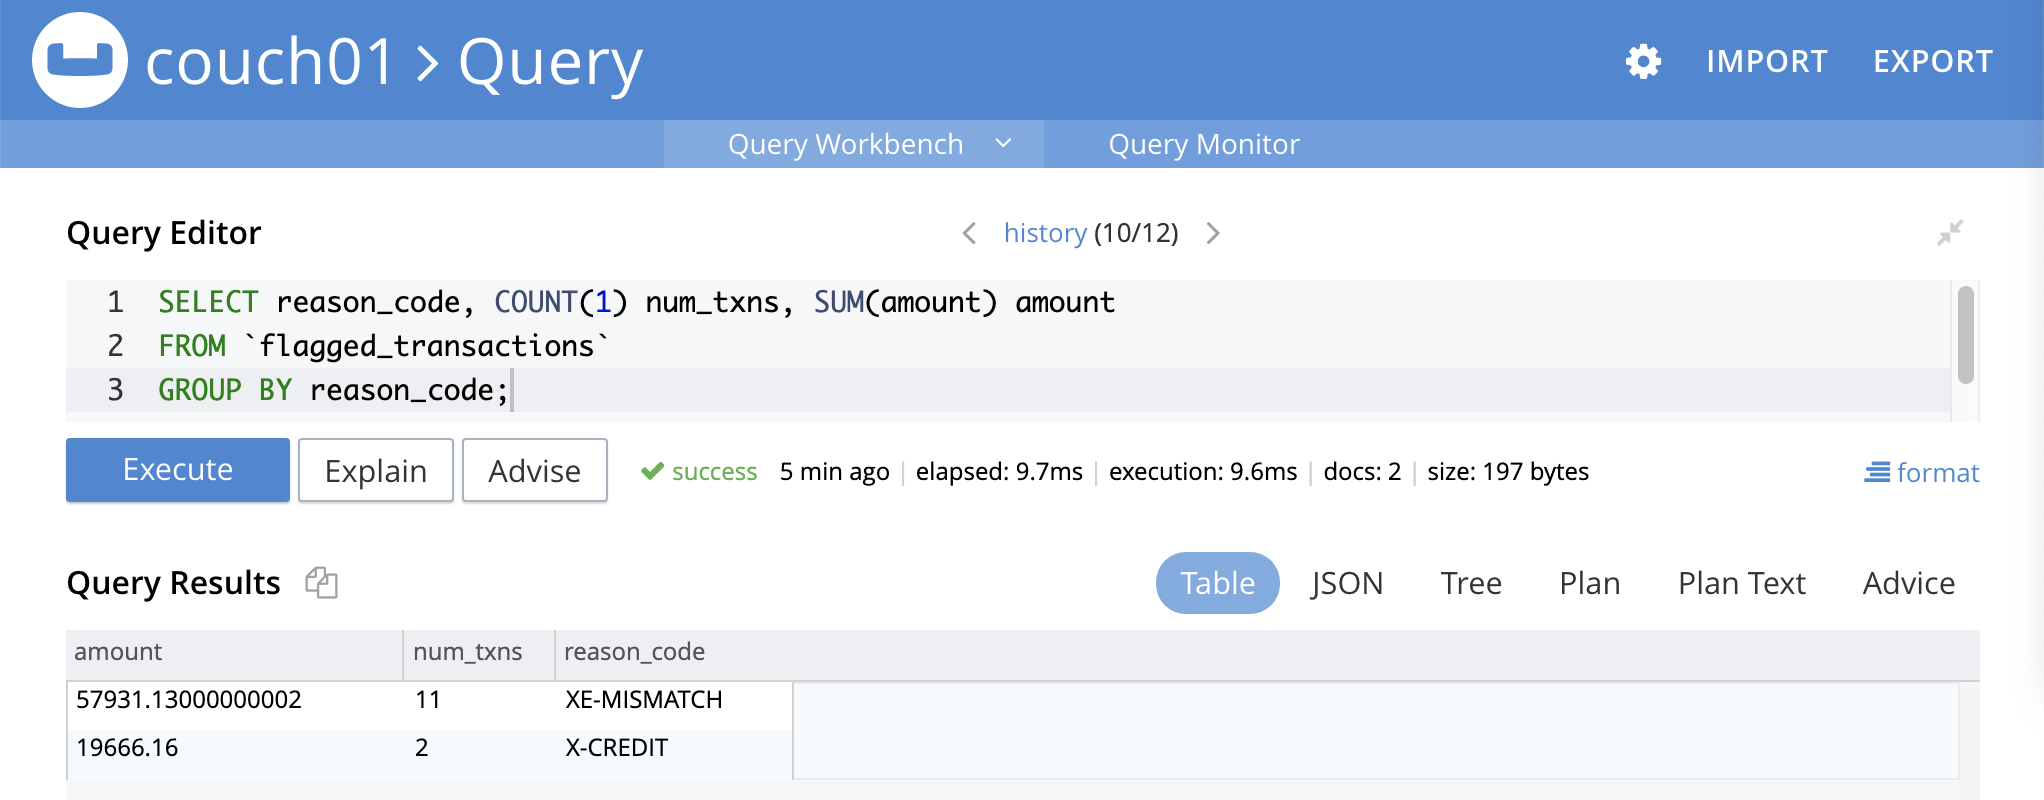 couch01 > Query
IMPORT EXPORT
Query Workbench Query Monitor
Query Editor
history (10/12)
1 SELECT reason_code, COUNT(1) num_txns, SUM(amount) amount
2 FROM `flagged_transactions`
3 GROUP BY reason_code;
Execute Explain Advise success 5 min ago | elapsed: 9.7ms | execution: 9.6ms | docs: 2 | size: 197 bytes format
Query Results Table JSON Tree Plan Plan Text Advice
amount num_txns reason_code
57931.13000000002 11 XE-MISMATCH
19666.16 2 X-CREDIT